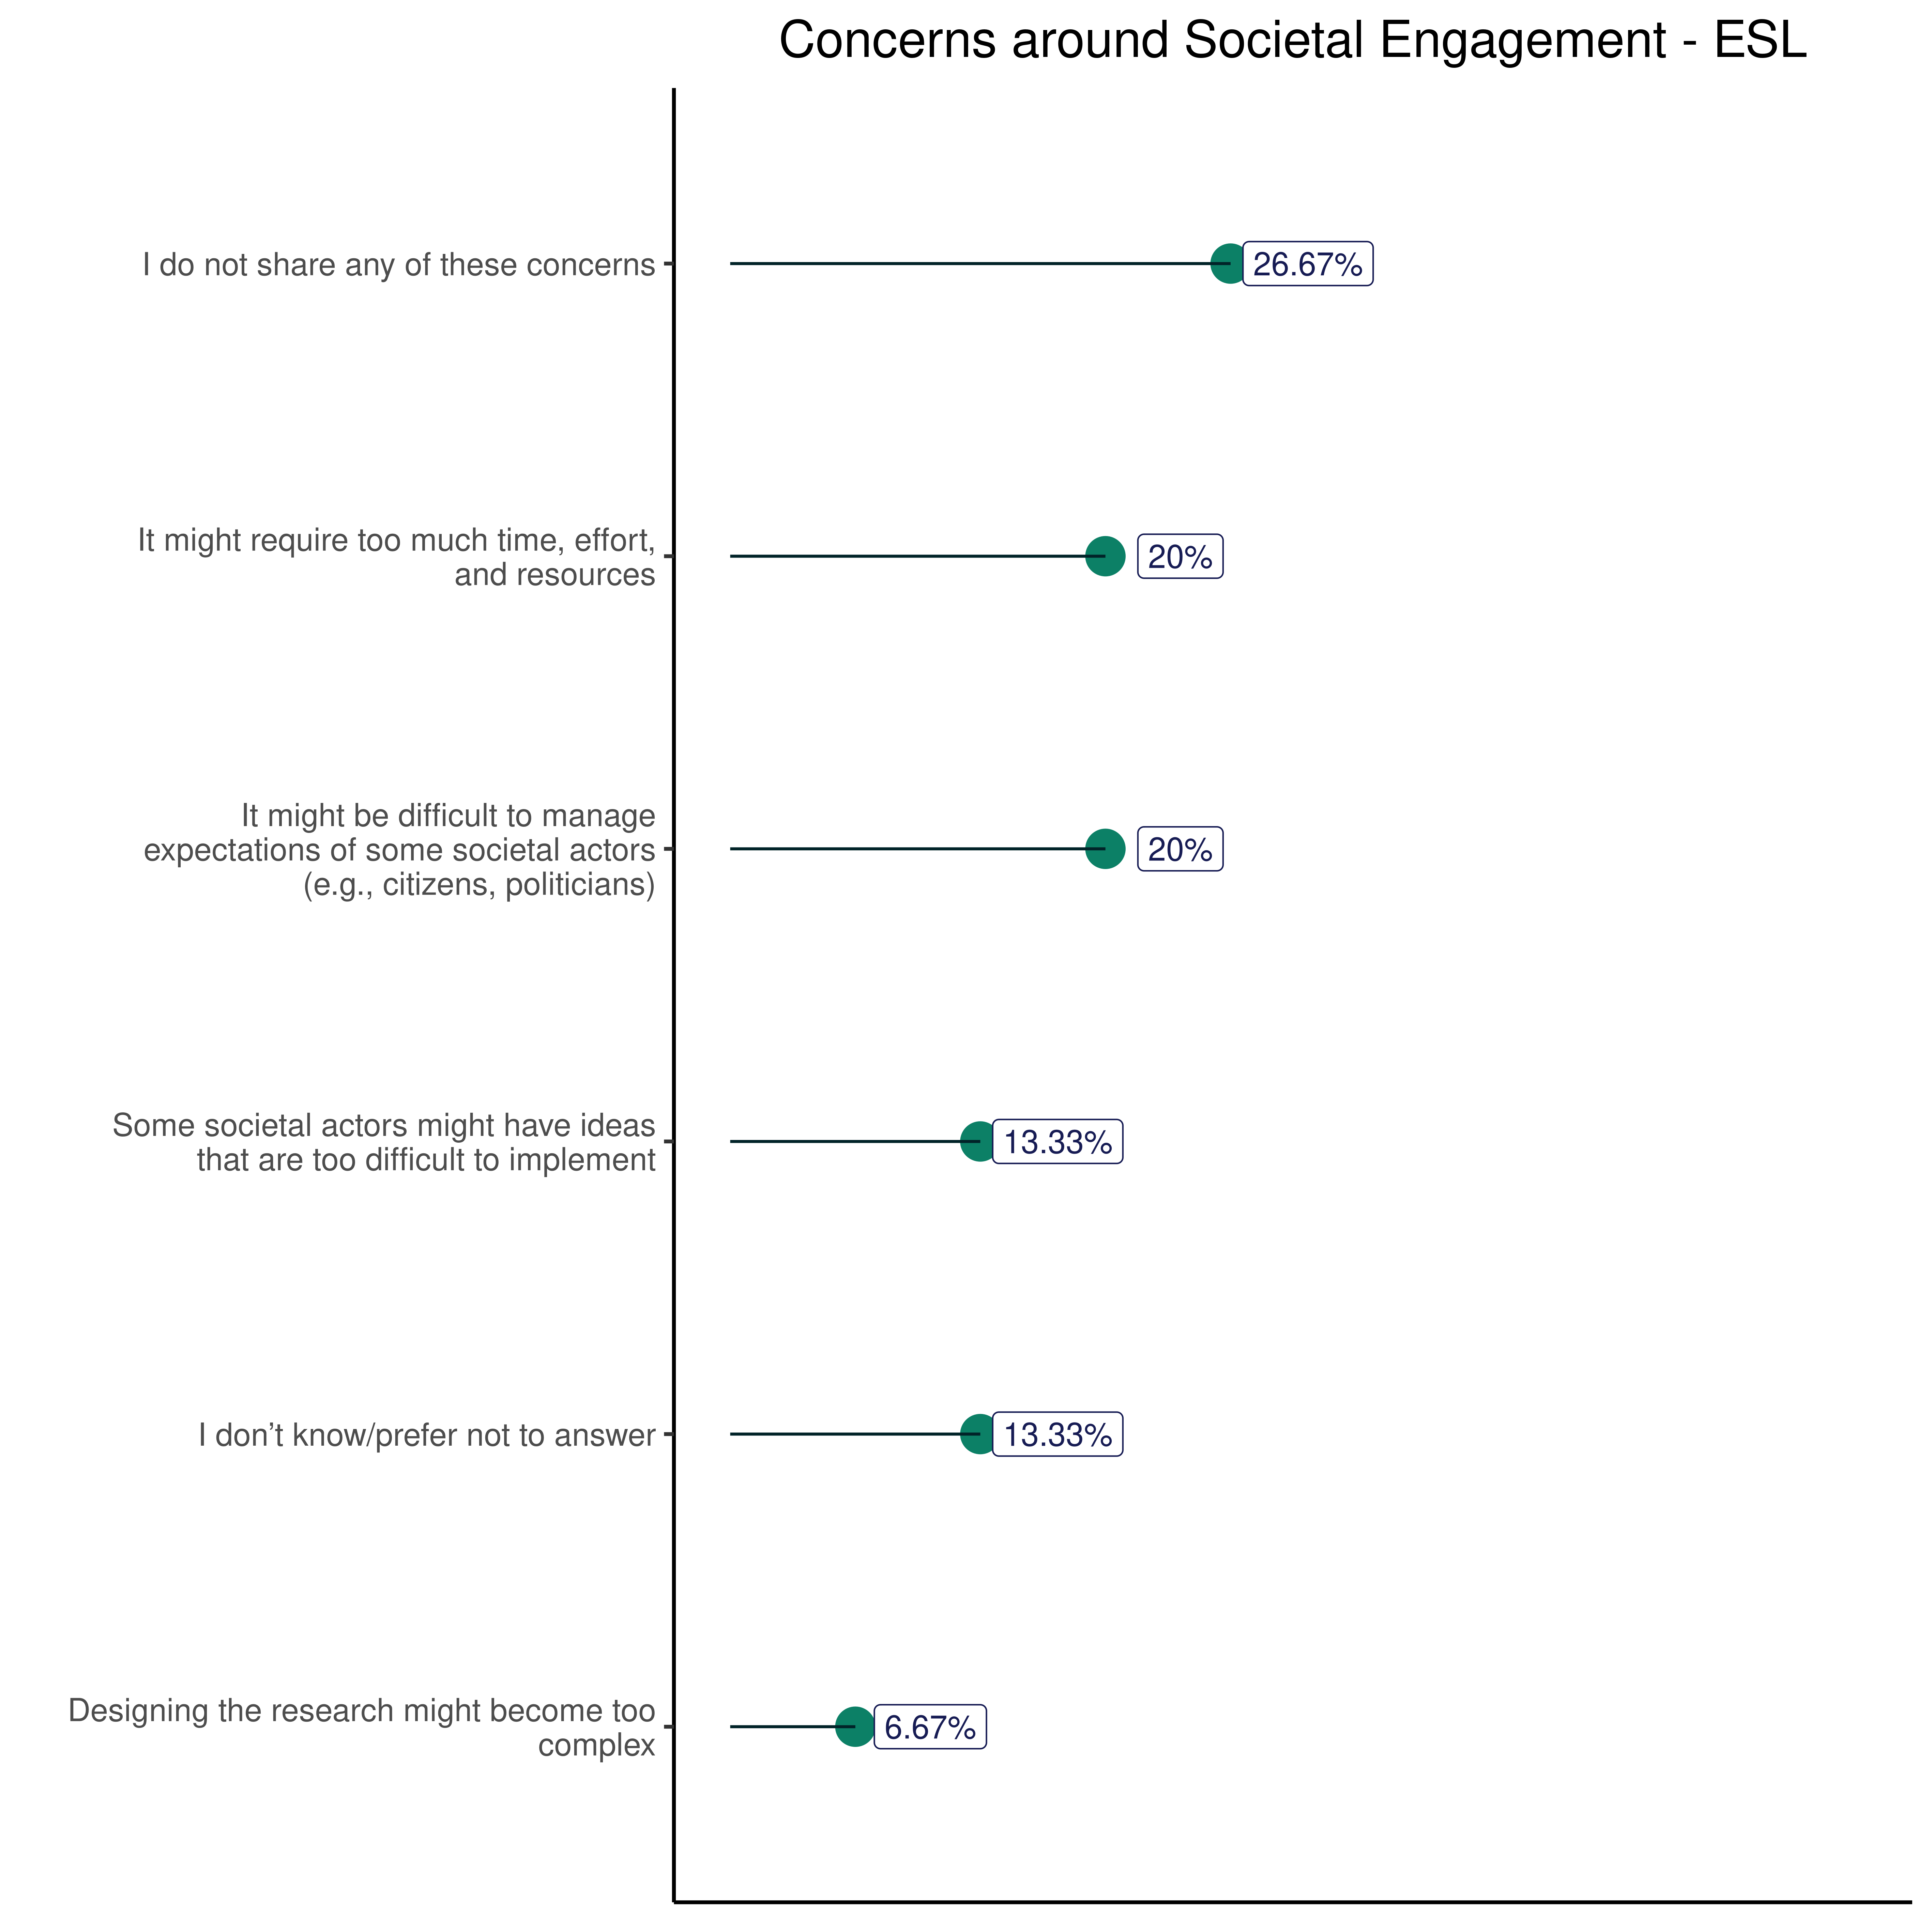 Concerns around Societal Engagement - ESL
I do not share any of these concerns
26.67%
It might require too much time, effort,
and resources
20%
It might be difficult to manage
expectations of some societal actors
(e.g., citizens, politicians)
20%
Some societal actors might have ideas
that are too difficult to implement
13.33%
I don’t know/prefer not to answer
13.33%
Designing the research might become too
complex
6.67%